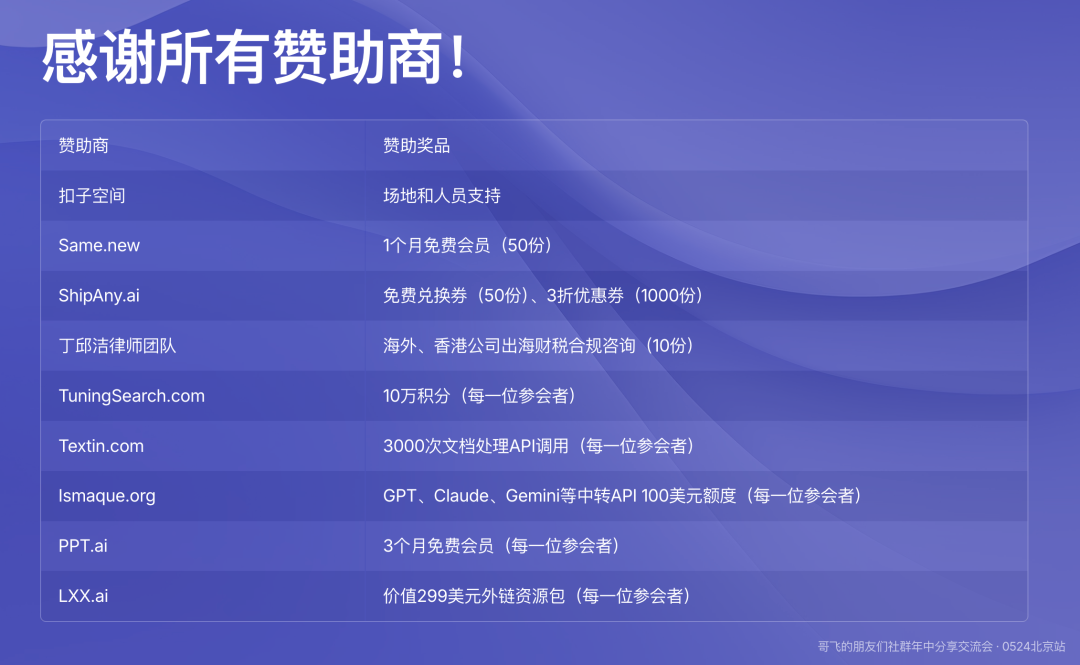 感谢所有赞助商！
赞助商 赞助奖品
扣子空间 场地和人员支持
Same.new 1个月免费会员（50份）
ShipAny.ai 免费兑换券（50份）、3折优惠券（1000份）
丁邱洁律师团队 海外、香港公司出海财税合规咨询（10份）
TuningSearch.com 10万积分（每一位参会者）
Textin.com 3000次文档处理API调用（每一位参会者）
Ismaque.org GPT、Claude、Gemini等中转API 100美元额度（每一位参会者）
PPT.ai 3个月免费会员（每一位参会者）
LXX.ai 价值299美元外链资源包（每一位参会者）
哥飞的朋友们社群年中分享交流会 · 0524北京站